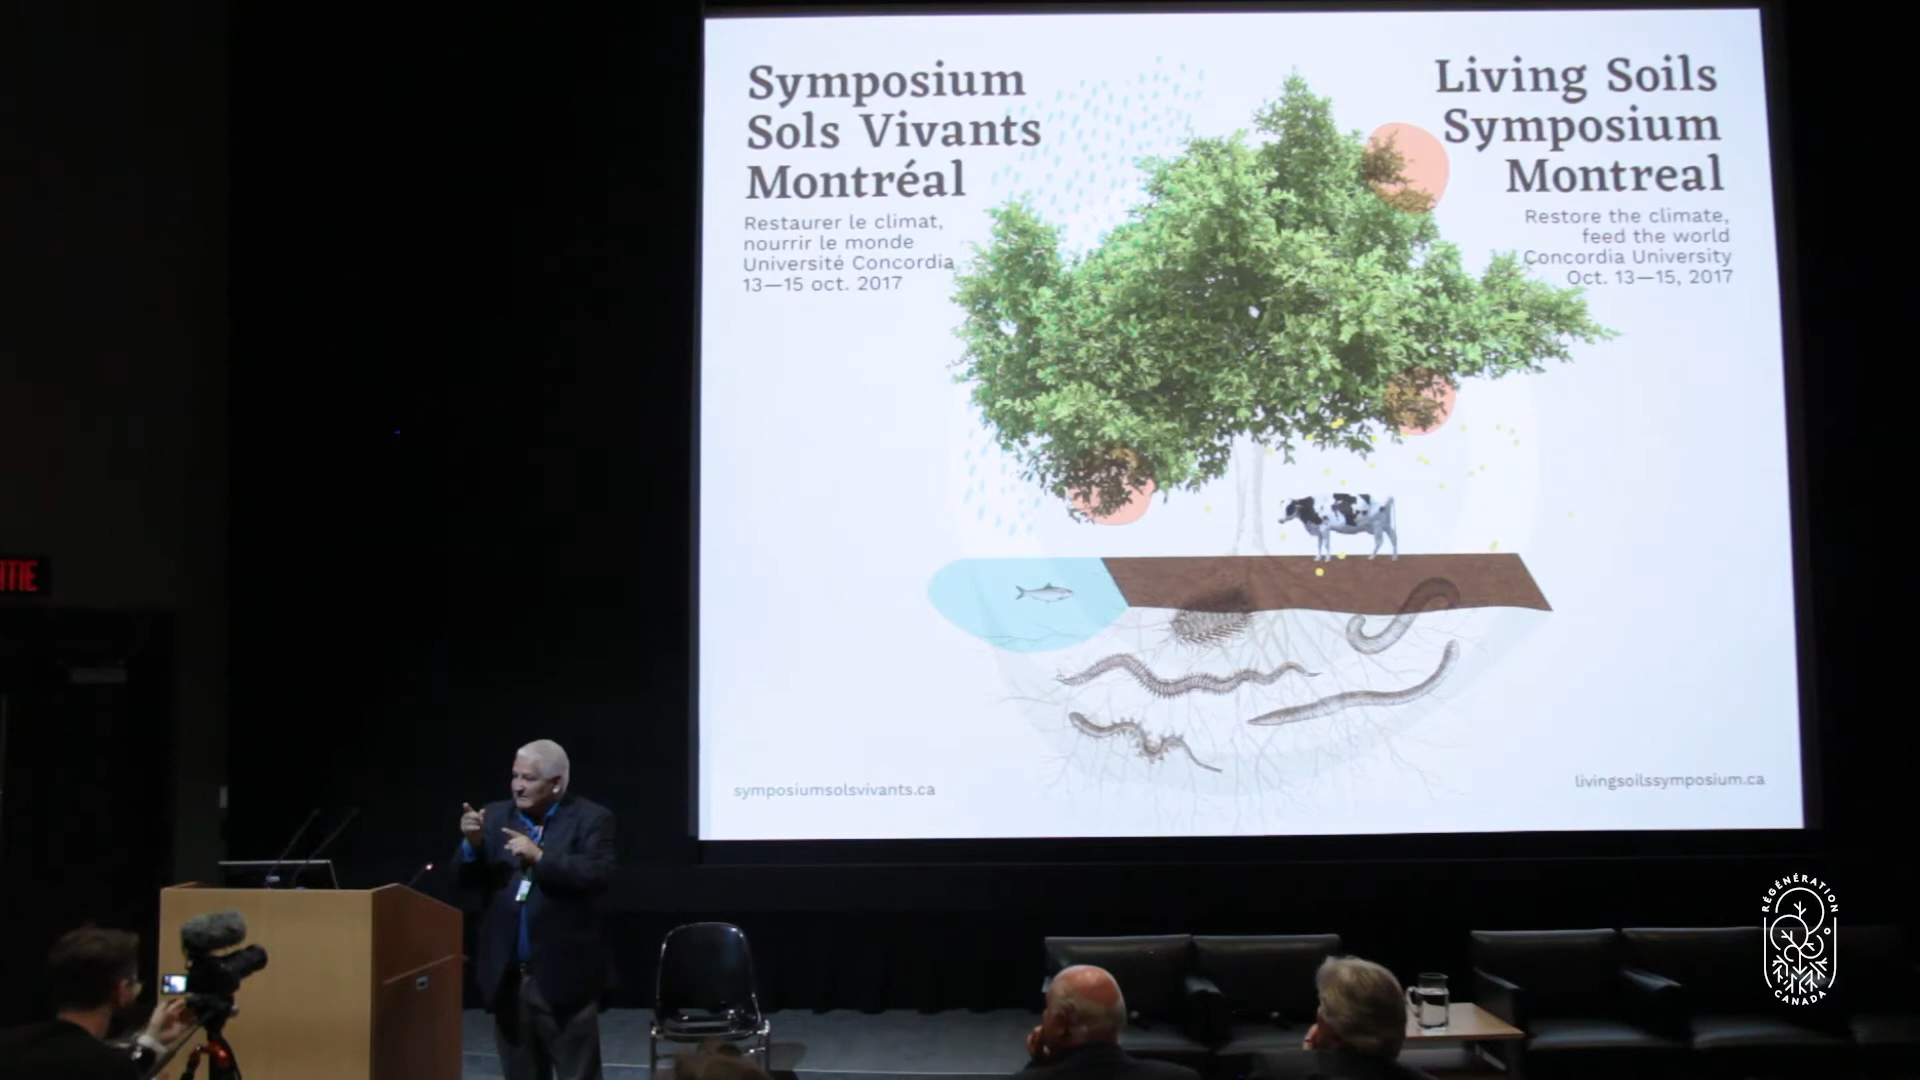 Symposium
Sols Vivants
Montréal
Restaurer le climat,
nourrir le monde
Université Concordia
13—15 oct. 2017
Living Soils
Symposium
Montreal
Restore the climate,
feed the world
Concordia University
Oct. 13—15, 2017
symposiumsolsvivants.ca
livingsoilssymposium.ca
TIE
RÉGÉNÉRATION
CANADA